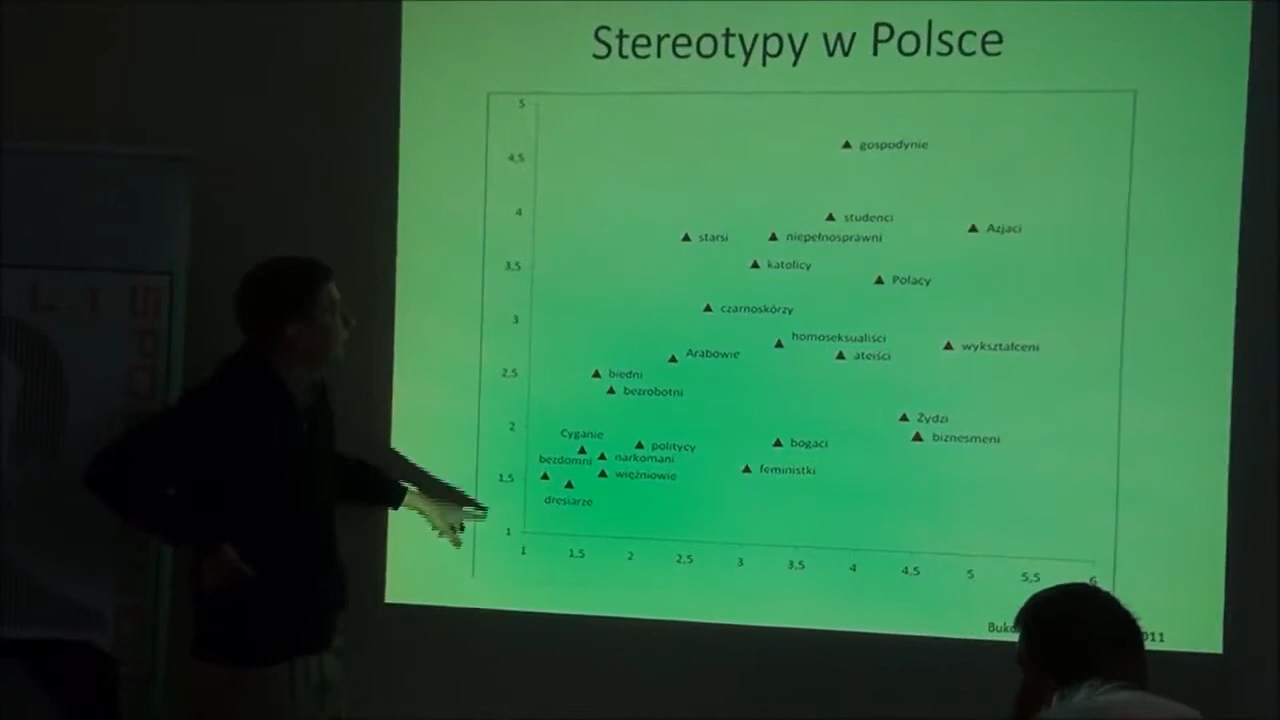 Stereotypy w Polsce
5
4,5
4
3,5
3
2,5
2
1,5
1
gospodynie
studenci
Azjaci
starsi
niepełnosprawni
katolicy
Polacy
czarnoskórzy
homoseksualiści
wykształceni
Arabowie
ateiści
biedni
bezrobotni
Żydzi
Cyganie
biznesmeni
politycy
bogaci
bezdomni
narkomani
feministki
więźniowie
dresiarze
1
1,5
2
2,5
3
3,5
4
4,5
5
5,5
6
L I S